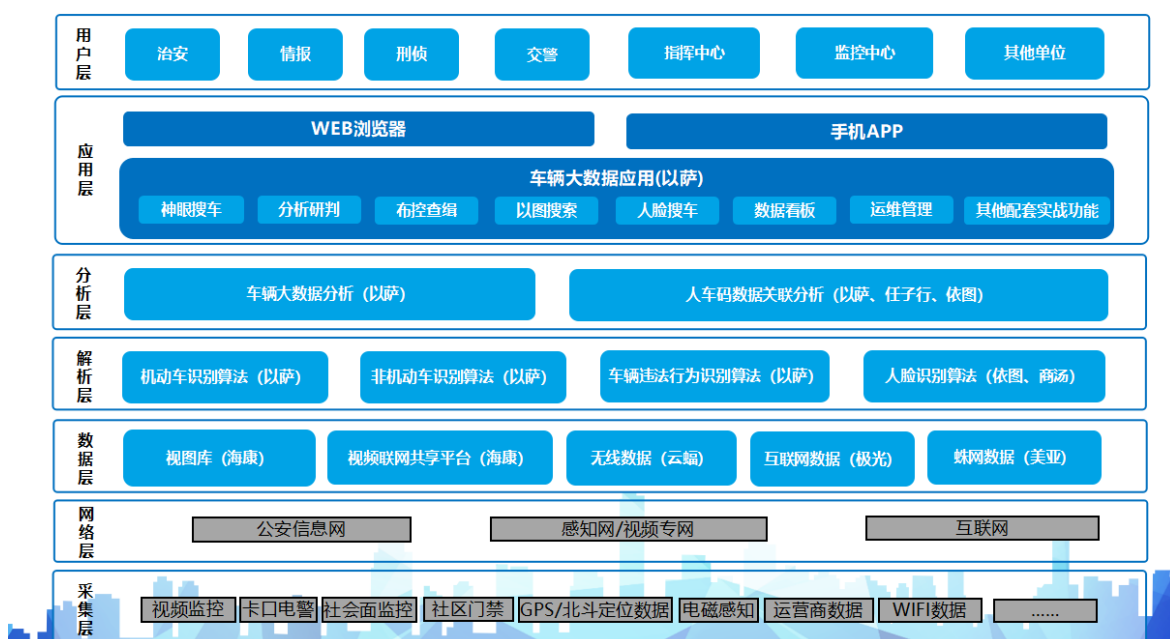 用户层
治安
情报
刑侦
交警
指挥中心
监控中心
其他单位
应用层
WEB浏览器
手机APP
车辆大数据应用(以萨)
神眼搜车
分析研判
布控查缉
以图搜索
人脸搜车
数据看板
运维管理
其他配套实战功能
分析层
车辆大数据分析（以萨）
人车码数据关联分析（以萨、任子行、依图）
解析层
机动车识别算法（以萨）
非机动车识别算法（以萨）
车辆违法行为识别算法（以萨）
人脸识别算法（依图、商汤）
数据层
视图库（海康）
视频联网共享平台（海康）
无线数据（云蝠）
互联网数据（极光）
蛛网数据（美亚）
网络层
公安信息网
感知网/视频专网
互联网
采集层
视频监控
卡口电警
社会面监控
社区门禁
GPS/北斗定位数据
电磁感知
运营商数据
WIFI数据
……